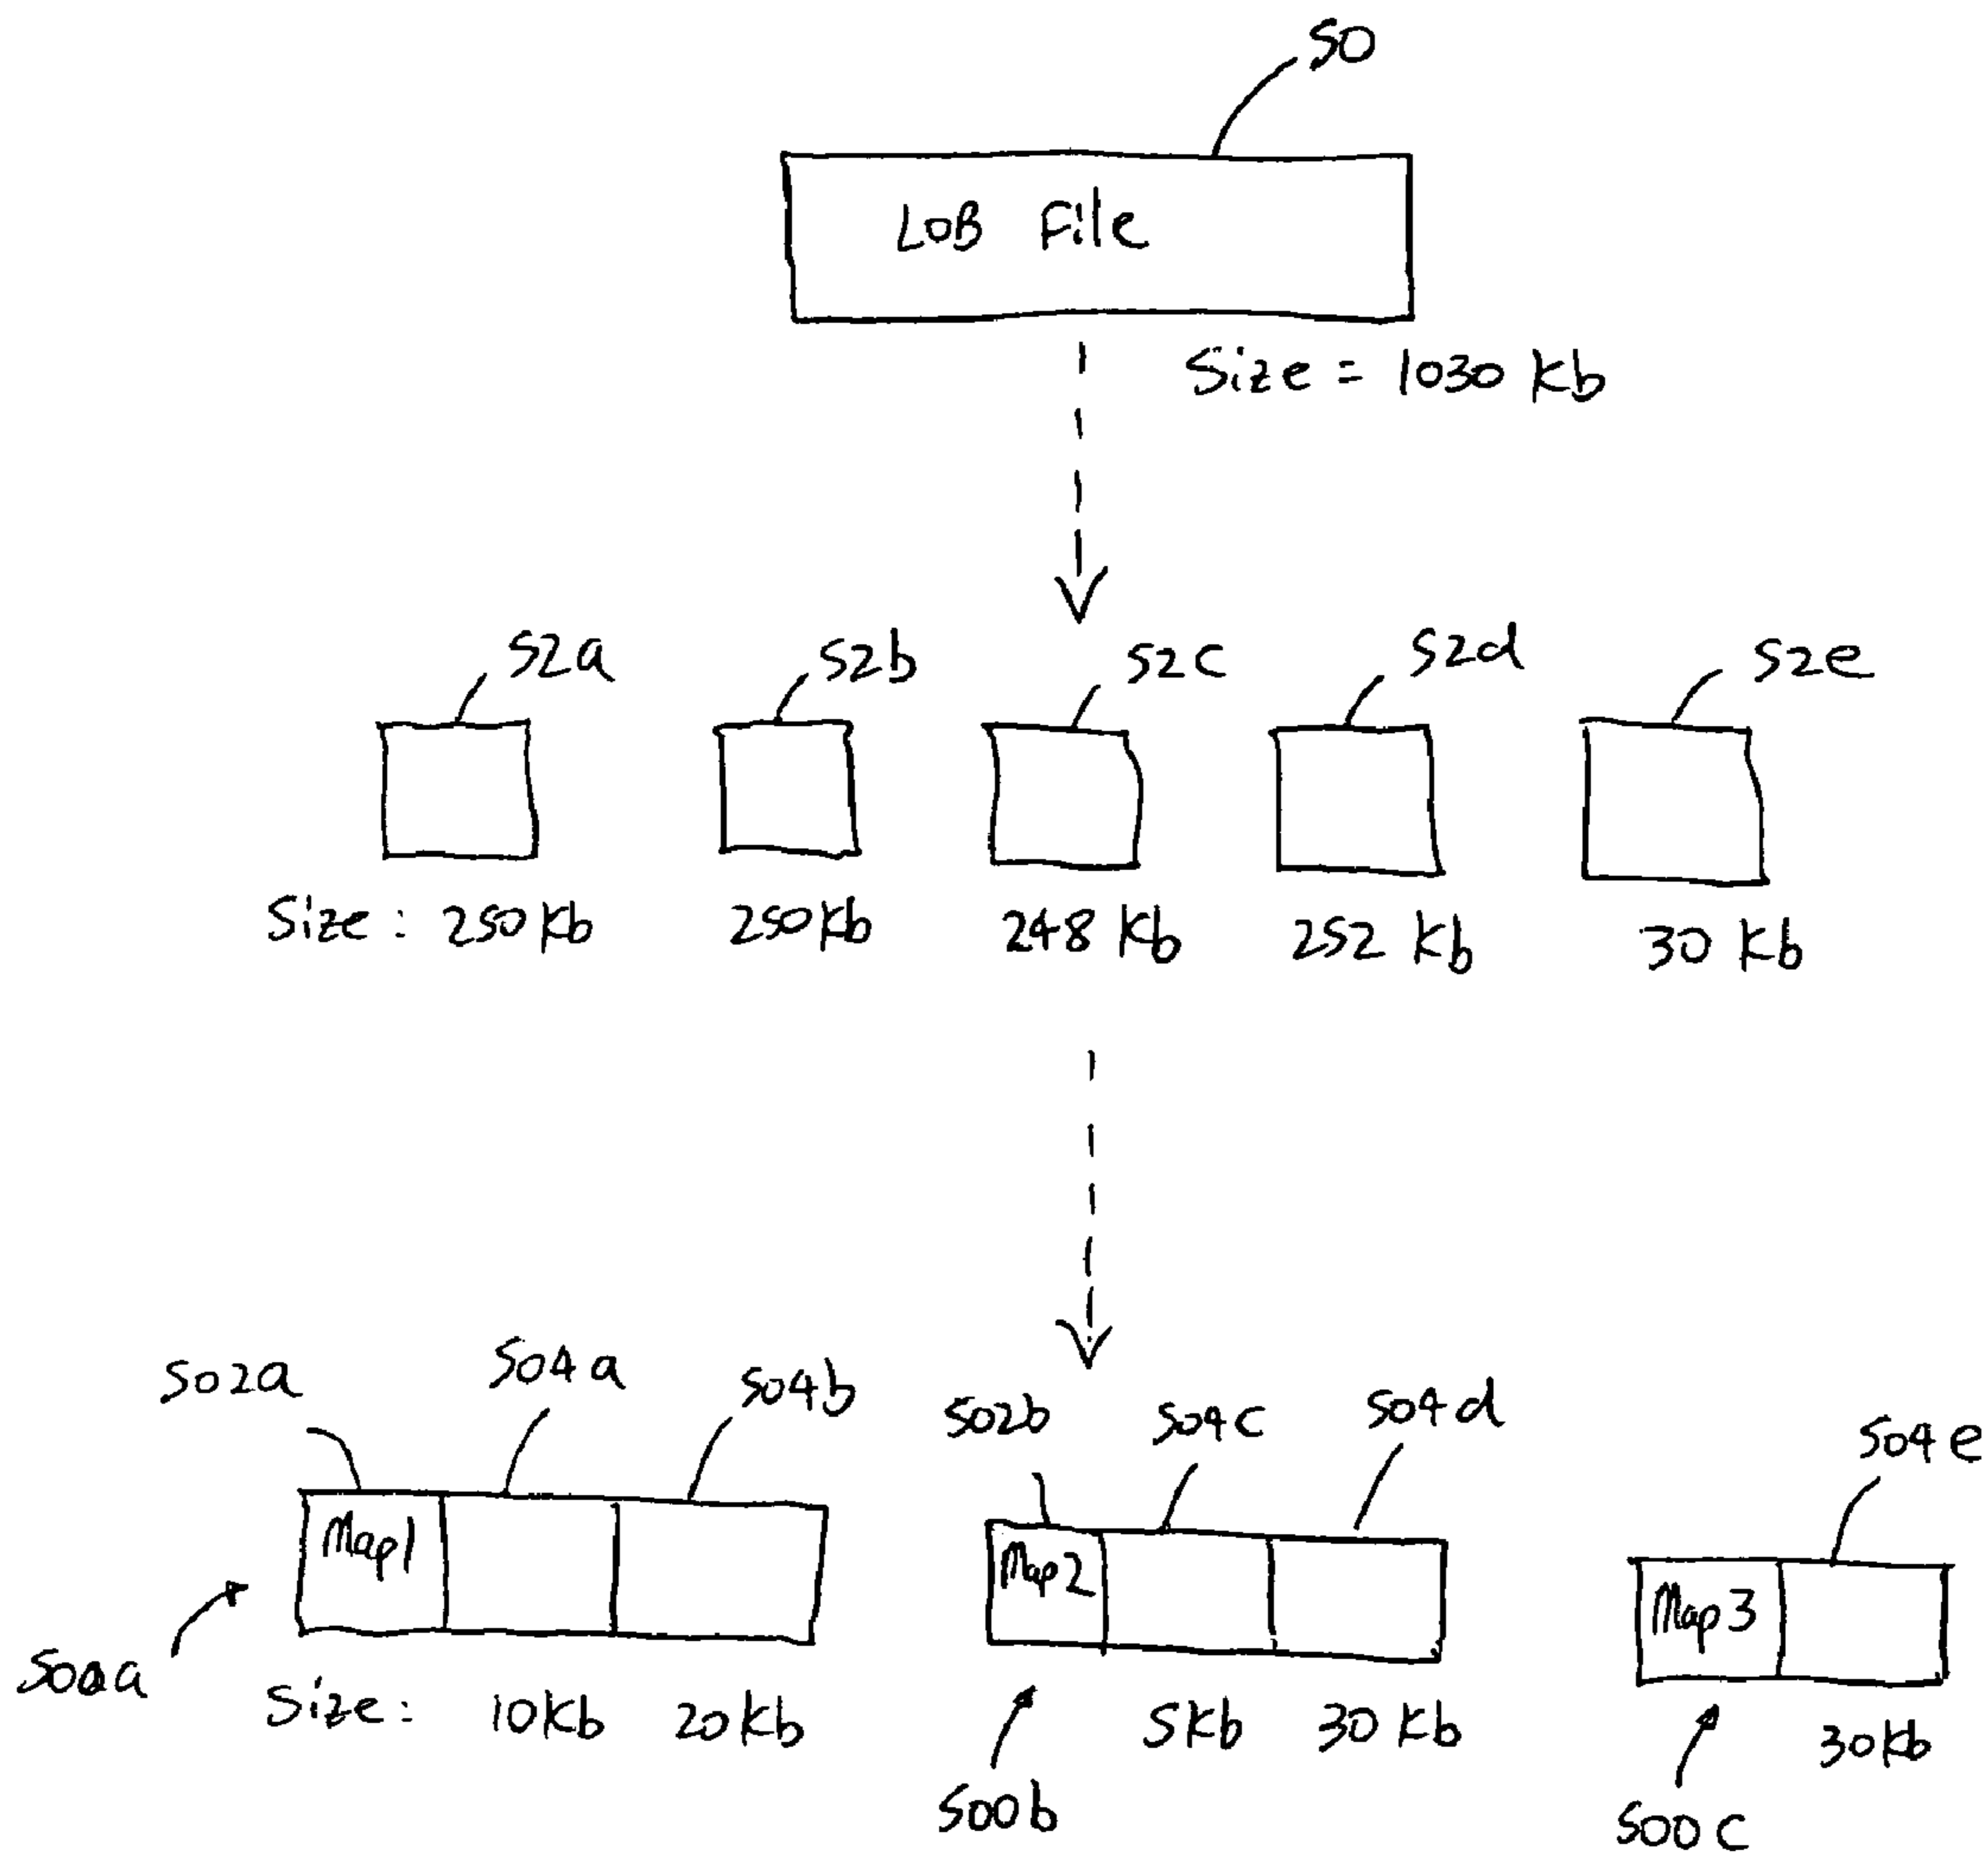 50
LOB File
Size = 1030 Kb
52a 52b 52c 52d 52e
Size : 250 Kb 250 Kb 248 Kb 252 Kb 30 Kb
502a 504a 504b 502b 504c 504d 504e
Map1 Map2 Map3
500a
Size : 10Kb 20Kb 5Kb 30Kb 30Kb
500b 500c